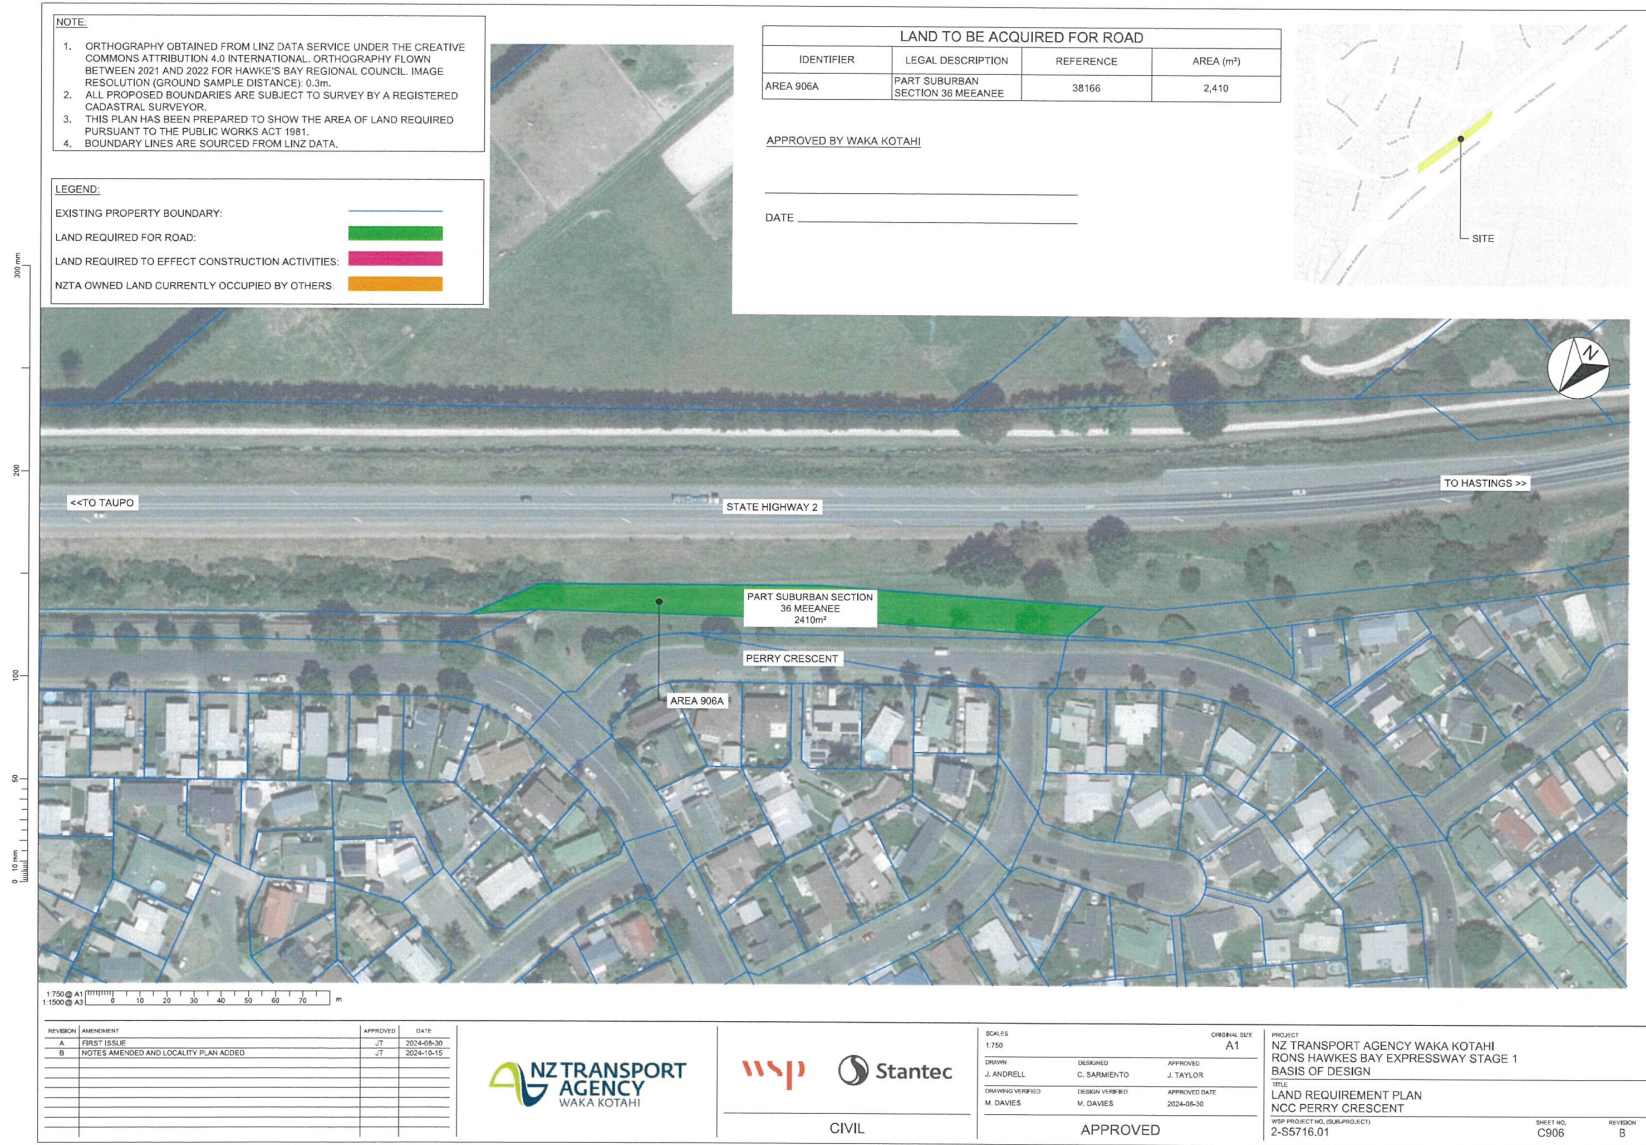 NOTE:
1. ORTHOGRAPHY OBTAINED FROM LINZ DATA SERVICE UNDER THE CREATIVE
COMMONS ATTRIBUTION 4.0 INTERNATIONAL. ORTHOGRAPHY FLOWN
BETWEEN 2021 AND 2022 FOR HAWKE'S BAY REGIONAL COUNCIL. IMAGE
RESOLUTION (GROUND SAMPLE DISTANCE): 0.3m.
2. ALL PROPOSED BOUNDARIES ARE SUBJECT TO SURVEY BY A REGISTERED
CADASTRAL SURVEYOR.
3. THIS PLAN HAS BEEN PREPARED TO SHOW THE AREA OF LAND REQUIRED
PURSUANT TO THE PUBLIC WORKS ACT 1981.
4. BOUNDARY LINES ARE SOURCED FROM LINZ DATA.
LEGEND:
EXISTING PROPERTY BOUNDARY:
LAND REQUIRED FOR ROAD:
LAND REQUIRED TO EFFECT CONSTRUCTION ACTIVITIES:
NZTA OWNED LAND CURRENTLY OCCUPIED BY OTHERS
LAND TO BE ACQUIRED FOR ROAD
IDENTIFIER LEGAL DESCRIPTION REFERENCE AREA (m²)
AREA 906A PART SUBURBAN SECTION 36 MEEANEE 38166 2,410
APPROVED BY WAKA KOTAHI
DATE
SITE
N
<<TO TAUPO
STATE HIGHWAY 2
TO HASTINGS >>
PART SUBURBAN SECTION
36 MEEANEE
2410m²
PERRY CRESCENT
AREA 906A
300 mm
200
100
50
10 mm
0
1:750 @ A1
1:1500 @ A3
0 10 20 30 40 50 60 70 m
REVISION AMENDMENT APPROVED DATE
A FIRST ISSUE JT 2024-08-30
B NOTES AMENDED AND LOCALITY PLAN ADDED JT 2024-10-15
NZ TRANSPORT
AGENCY
WAKA KOTAHI
wsp
Stantec
CIVIL
SCALES ORIGINAL SIZE
1:750 A1
DRAWN DESIGNED APPROVED
J. ANDRELL C. SARMIENTO J. TAYLOR
DRAWING VERIFIED DESIGN VERIFIED APPROVED DATE
M. DAVIES M. DAVIES 2024-08-30
APPROVED
PROJECT
NZ TRANSPORT AGENCY WAKA KOTAHI
RONS HAWKES BAY EXPRESSWAY STAGE 1
BASIS OF DESIGN
TITLE
LAND REQUIREMENT PLAN
NCC PERRY CRESCENT
WSP PROJECT NO. (SUB-PROJECT) SHEET NO. REVISION
2-S5716.01 C906 B